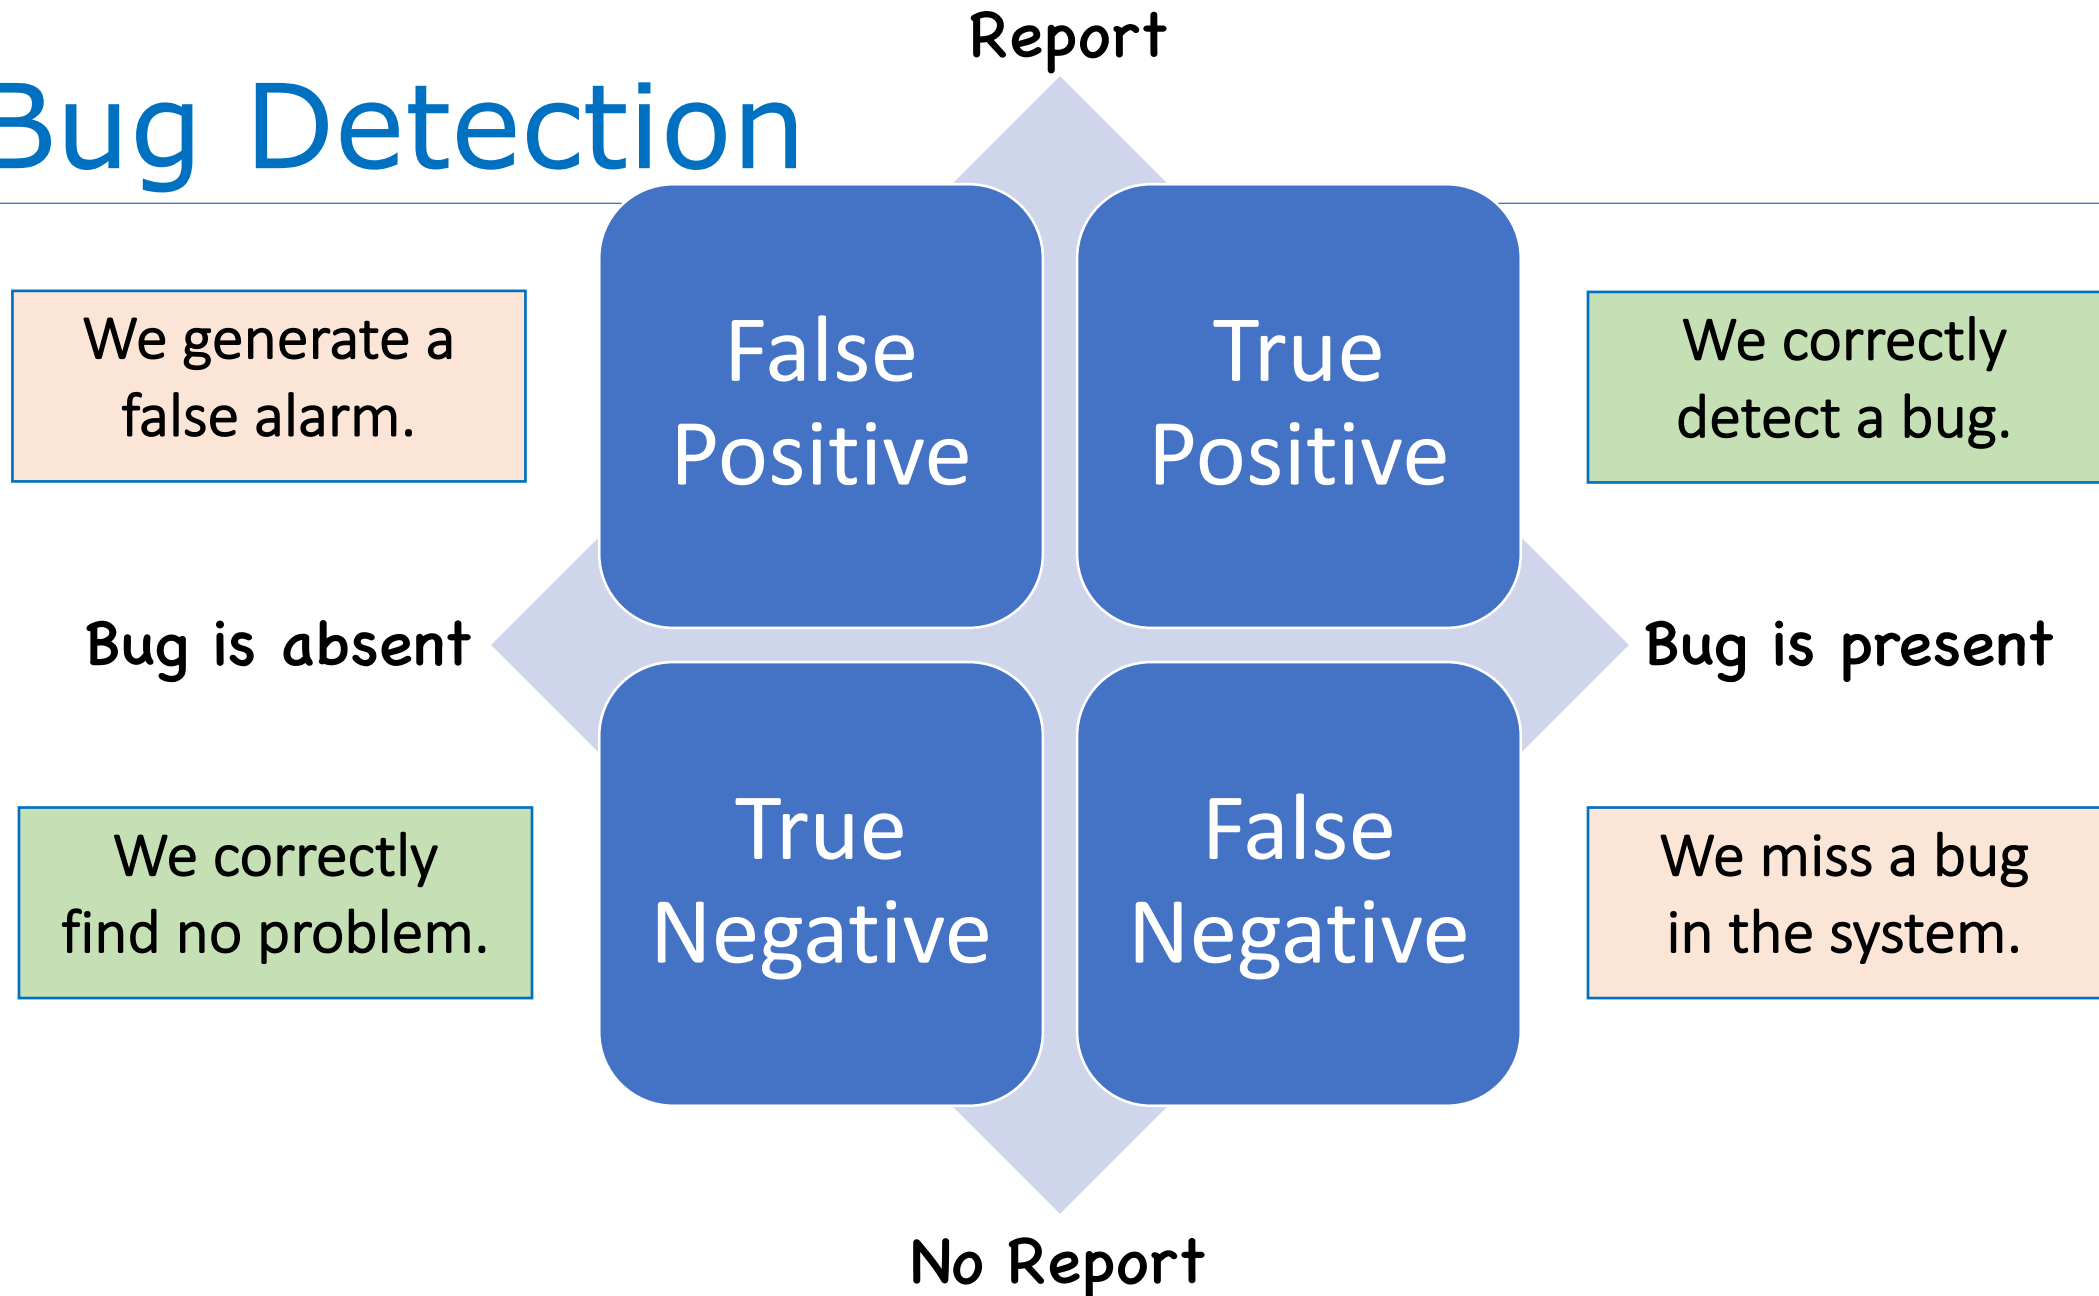 Report
Bug Detection
We generate a
false alarm.
False
Positive
True
Positive
We correctly
detect a bug.
Bug is absent
Bug is present
We correctly
find no problem.
True
Negative
False
Negative
We miss a bug
in the system.
No Report